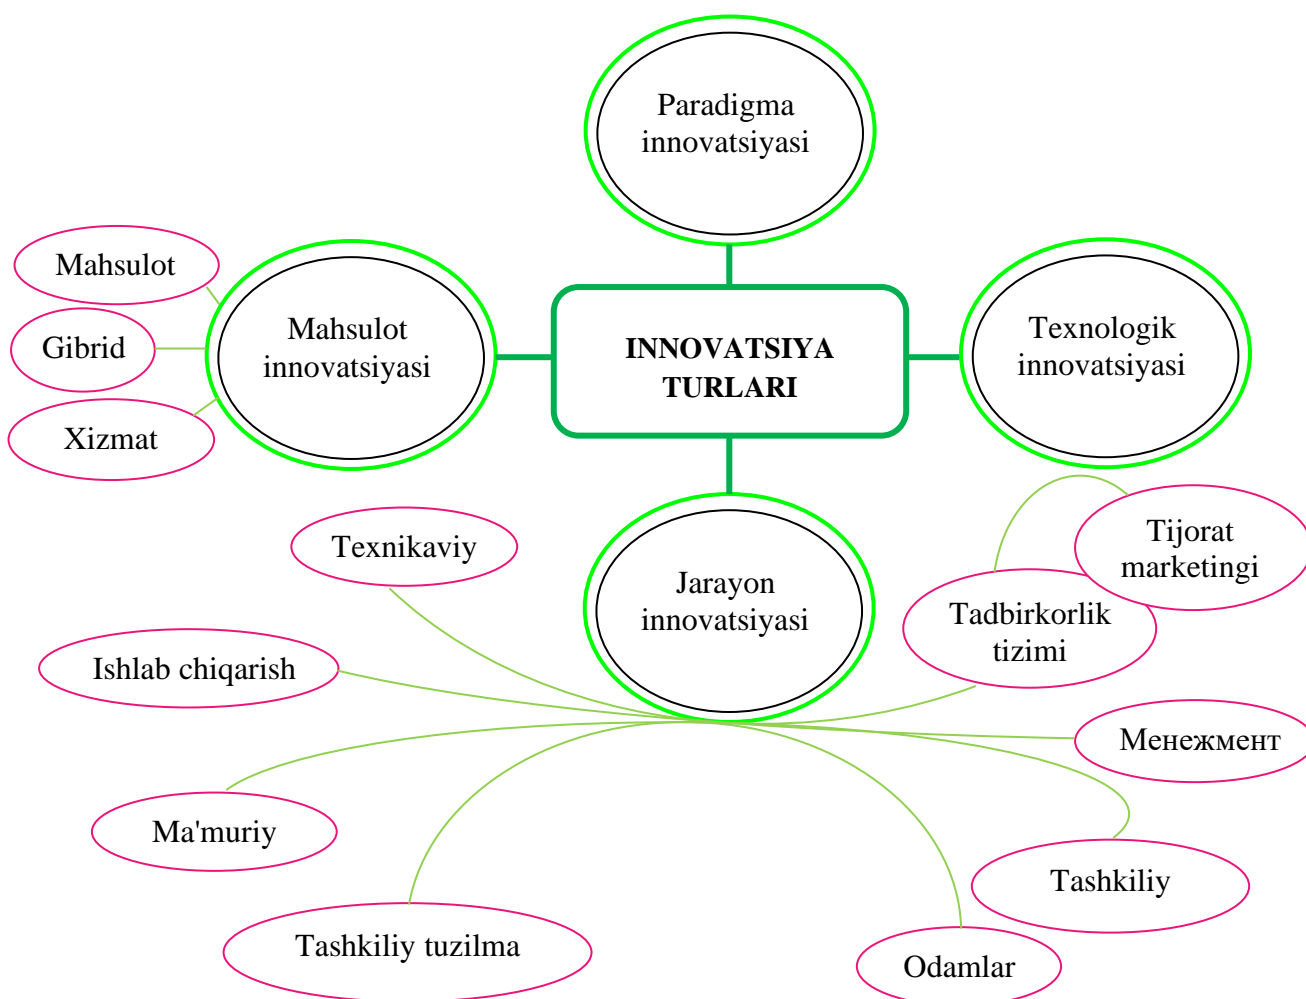 Paradigma
innovatsiyasi
Mahsulot
Gibrid
Xizmat
Mahsulot
innovatsiyasi
INNOVATSIYA
TURLARI
Texnologik
innovatsiyasi
Texnikaviy
Jarayon
innovatsiyasi
Tijorat
marketingi
Tadbirkorlik
tizimi
Ishlab chiqarish
Менежмент
Ma'muriy
Tashkiliy
Tashkiliy tuzilma
Odamlar